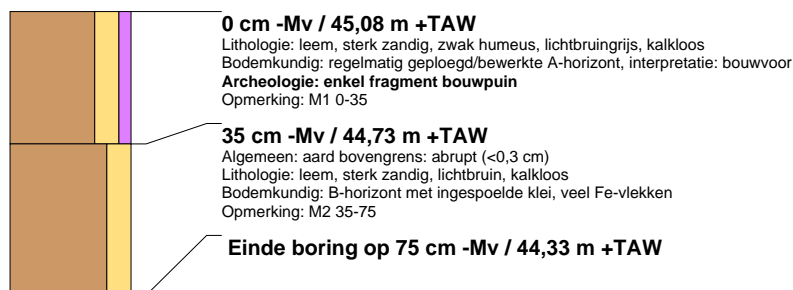 0 cm -Mv / 45,08 m +TAW
Lithologie: leem, sterk zandig, zwak humeus, lichtbruingrijs, kalkloos
Bodemkundig: regelmatig geploegd/bewerkte A-horizont, interpretatie: bouwvoor
Archeologie: enkel fragment bouwpuin
Opmerking: M1 0-35
35 cm -Mv / 44,73 m +TAW
Algemeen: aard bovengrens: abrupt (<0,3 cm)
Lithologie: leem, sterk zandig, lichtbruin, kalkloos
Bodemkundig: B-horizont met ingespoelde klei, veel Fe-vlekken
Opmerking: M2 35-75
Einde boring op 75 cm -Mv / 44,33 m +TAW